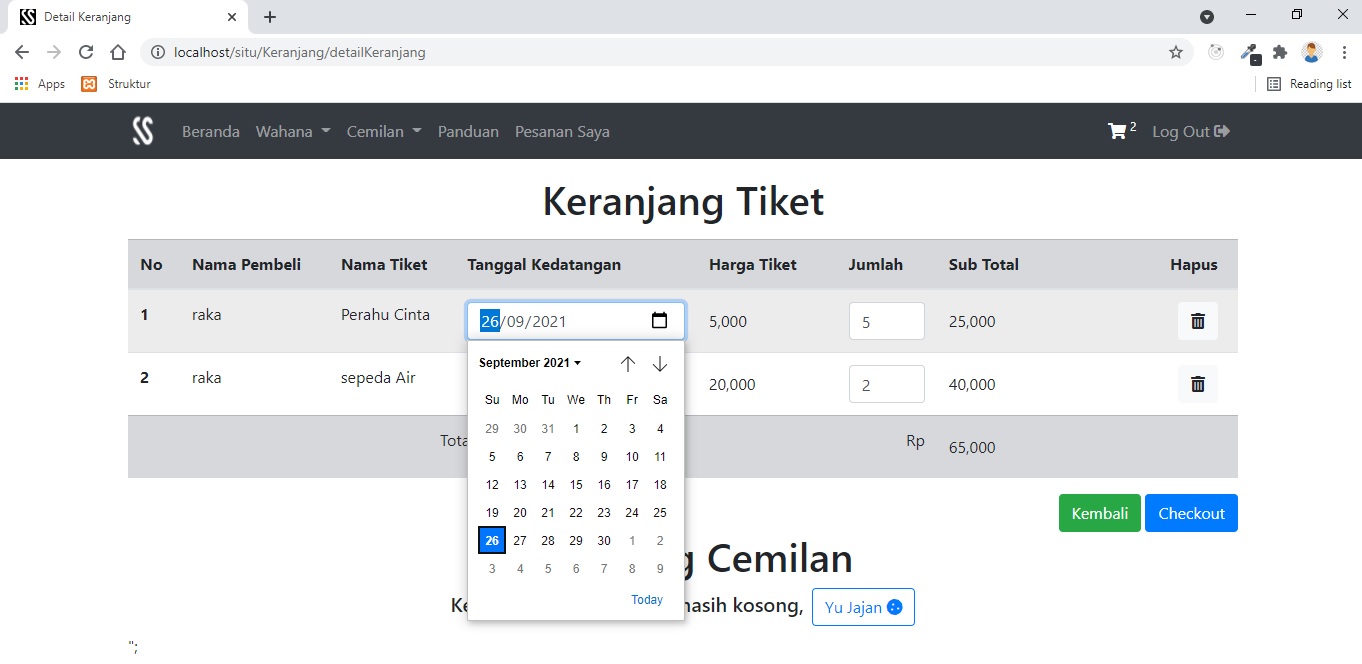 Detail Keranjang
localhost/situ/Keranjang/detailKeranjang
Apps Struktur Reading list
Beranda Wahana Cemilan Panduan Pesanan Saya 2 Log Out
Keranjang Tiket
No Nama Pembeli Nama Tiket Tanggal Kedatangan Harga Tiket Jumlah Sub Total Hapus
1 raka Perahu Cinta 26/09/2021 5,000 5 25,000
2 raka sepeda Air 20,000 2 40,000
Rp 65,000
September 2021
Su Mo Tu We Th Fr Sa
29 30 31 1 2 3 4
5 6 7 8 9 10 11
12 13 14 15 16 17 18
19 20 21 22 23 24 25
26 27 28 29 30 1 2
3 4 5 6 7 8 9
Today
Kembali Checkout
Cemilan
kosong, Yu Jajan
";